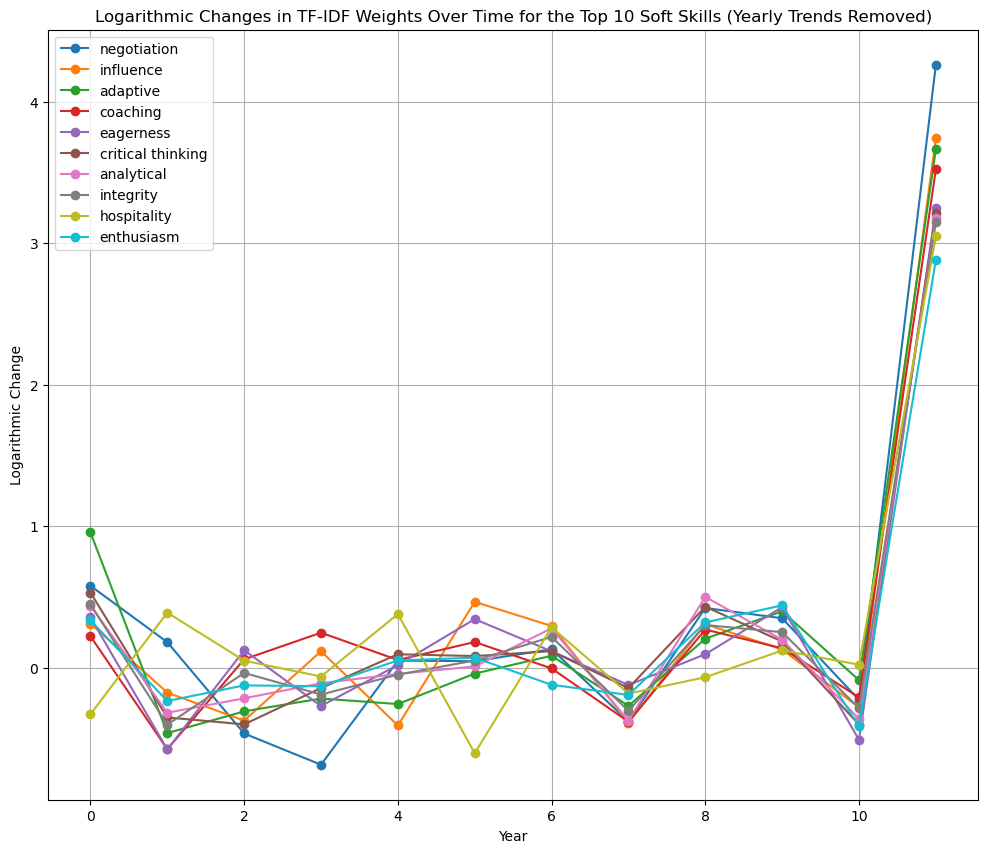 Logarithmic Changes in TF-IDF Weights Over Time for the Top 10 Soft Skills (Yearly Trends Removed)
negotiation
influence
adaptive
coaching
eagerness
critical thinking
analytical
integrity
hospitality
enthusiasm
Logarithmic Change
4
3
2
1
0
0 2 4 6 8 10
Year